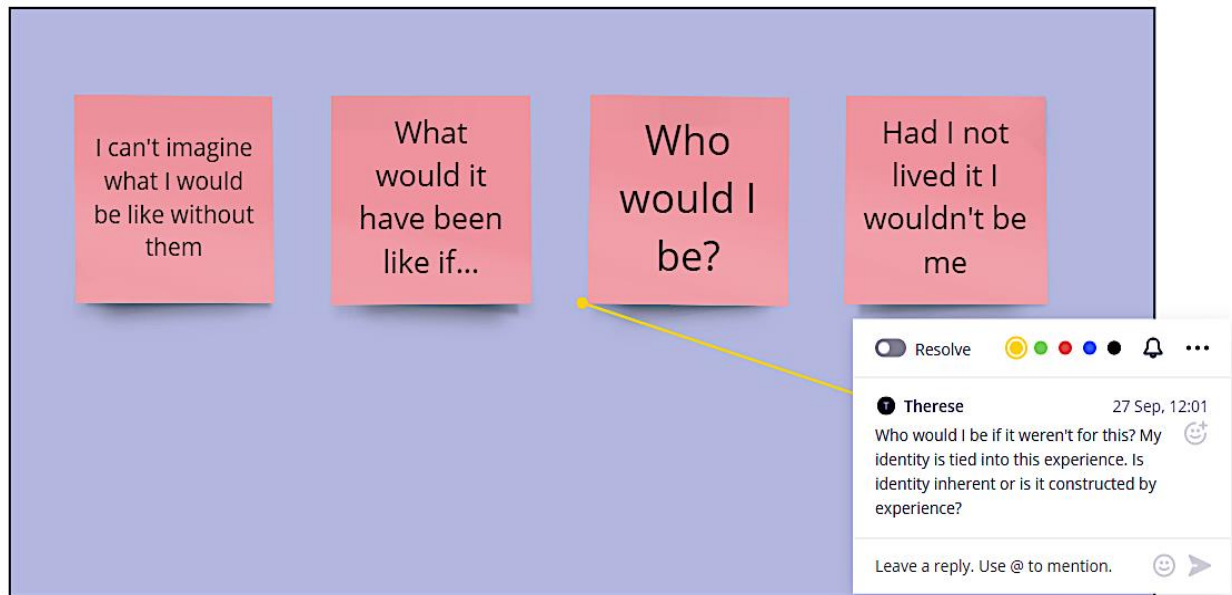 I can't imagine
what I would
be like without
them
What
would it
have been
like if...
Who
would I
be?
Had I not
lived it I
wouldn't be
me
Resolve
T Therese 27 Sep, 12:01
Who would I be if it weren't for this? My
identity is tied into this experience. Is
identity inherent or is it constructed by
experience?
Leave a reply. Use @ to mention.